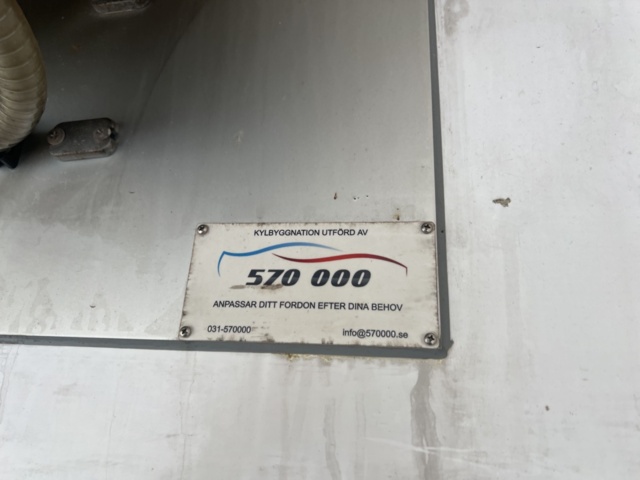 KYLBYGGNATION UTFÖRD AV
570 000
ANPASSAR DITT FORDON EFTER DINA BEHOV
031-570000 info@570000.se